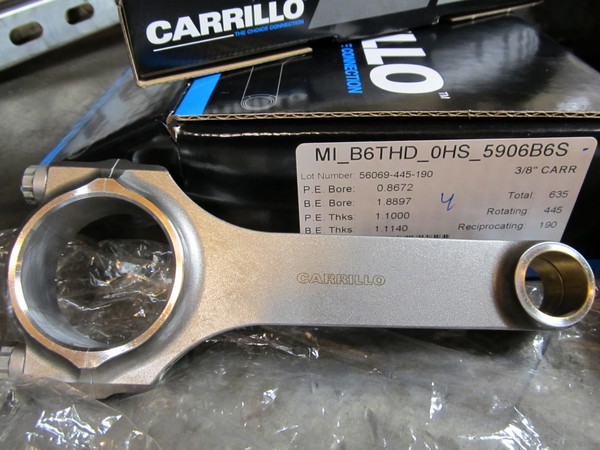 CARRILLO
THE CHOICE CONNECTION
LLO™
E CONNECTION
MI_B6THD_0HS_5906B6S
Lot Number: 56069-445-190
3/8" CARR
P.E. Bore: 0.8672
B.E. Bore: 1.8897
P.E. Thks: 1.1000
B.E. Thks: 1.1140
4
Total: 635
Rotating: 445
Reciprocating: 190
CARRILLO